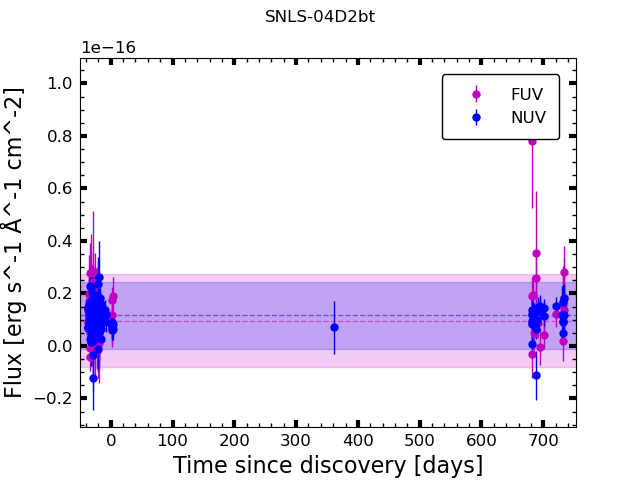 SNLS-04D2bt
1e−16
Flux [erg s^-1 Å^-1 cm^-2]
1.0
0.8
0.6
0.4
0.2
0.0
−0.2
FUV
NUV
0 100 200 300 400 500 600 700
Time since discovery [days]